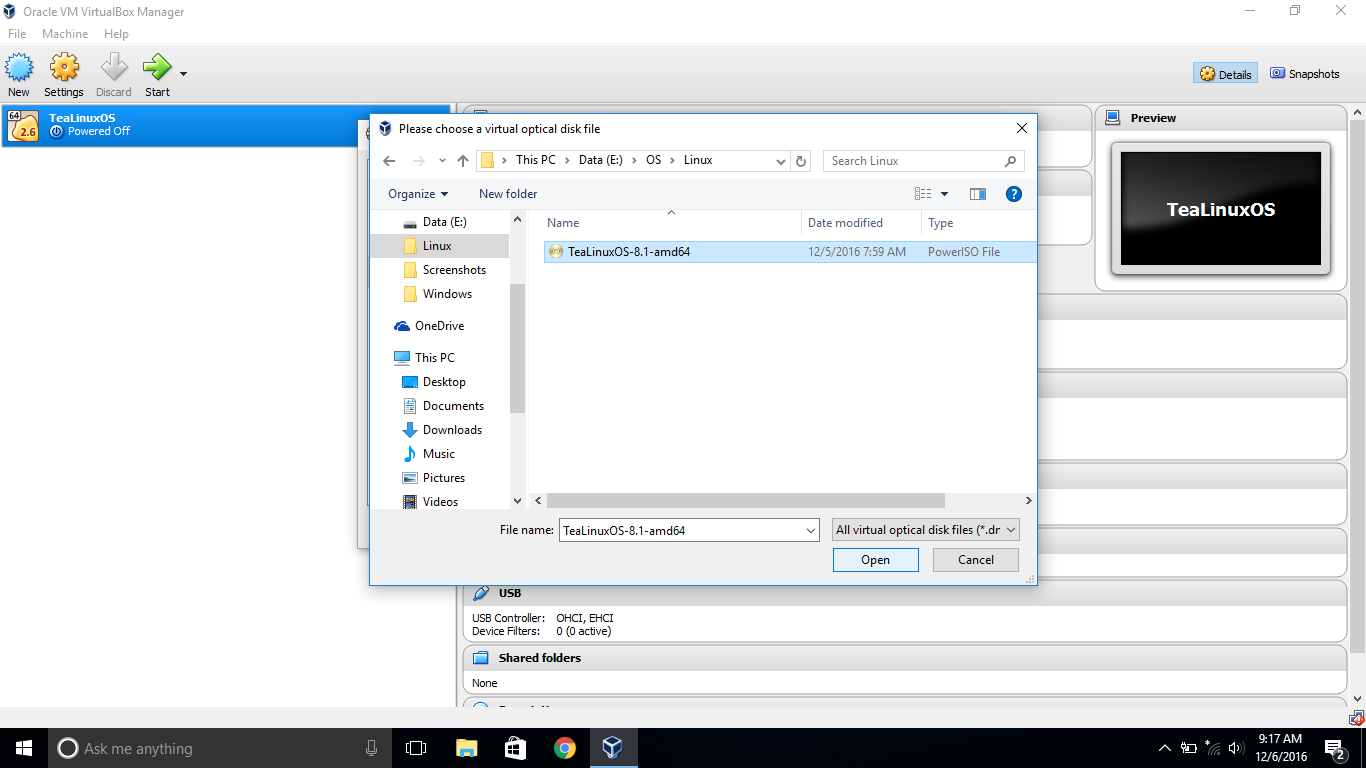 Oracle VM VirtualBox Manager
File Machine Help
New Settings Discard Start
Details Snapshots
64
2.6
TeaLinuxOS
Powered Off
Please choose a virtual optical disk file
This PC Data (E:) OS Linux
Search Linux
Organize New folder
Data (E:)
Linux
Screenshots
Windows
OneDrive
This PC
Desktop
Documents
Downloads
Music
Pictures
Videos
Name Date modified Type
TeaLinuxOS-8.1-amd64 12/5/2016 7:59 AM PowerISO File
File name: TeaLinuxOS-8.1-amd64 All virtual optical disk files (*.dr
Open Cancel
Preview
TeaLinuxOS
USB
USB Controller: OHCI, EHCI
Device Filters: 0 (0 active)
Shared folders
None
Ask me anything
9:17 AM
12/6/2016
2